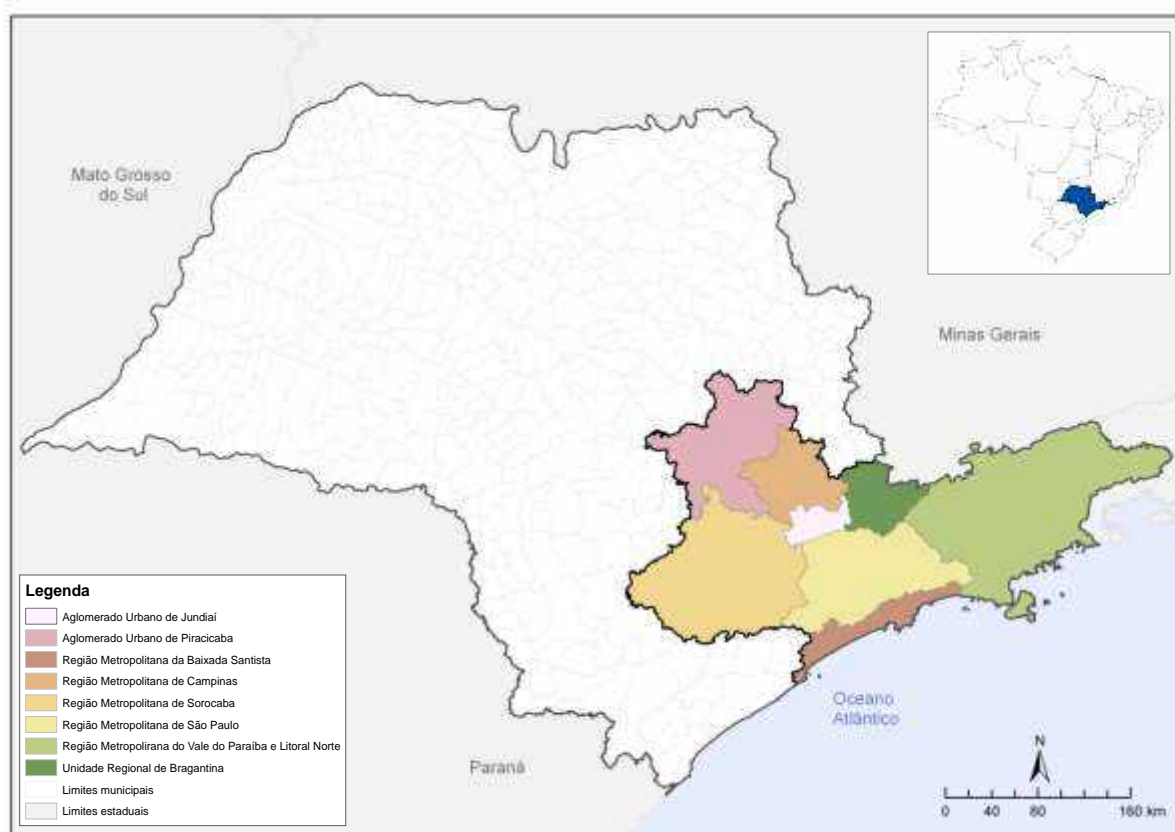 Mato Grosso
do Sul
Minas Gerais
Legenda
Aglomerado Urbano de Jundiaí
Aglomerado Urbano de Piracicaba
Região Metropolitana da Baixada Santista
Região Metropolitana de Campinas
Região Metropolitana de Sorocaba
Região Metropolitana de São Paulo
Região Metropolirana do Vale do Paraíba e Litoral Norte
Unidade Regional de Bragantina
Limites municipais
Limites estaduais
Oceano
Atlântico
Paraná
N
0 40 80 160 km